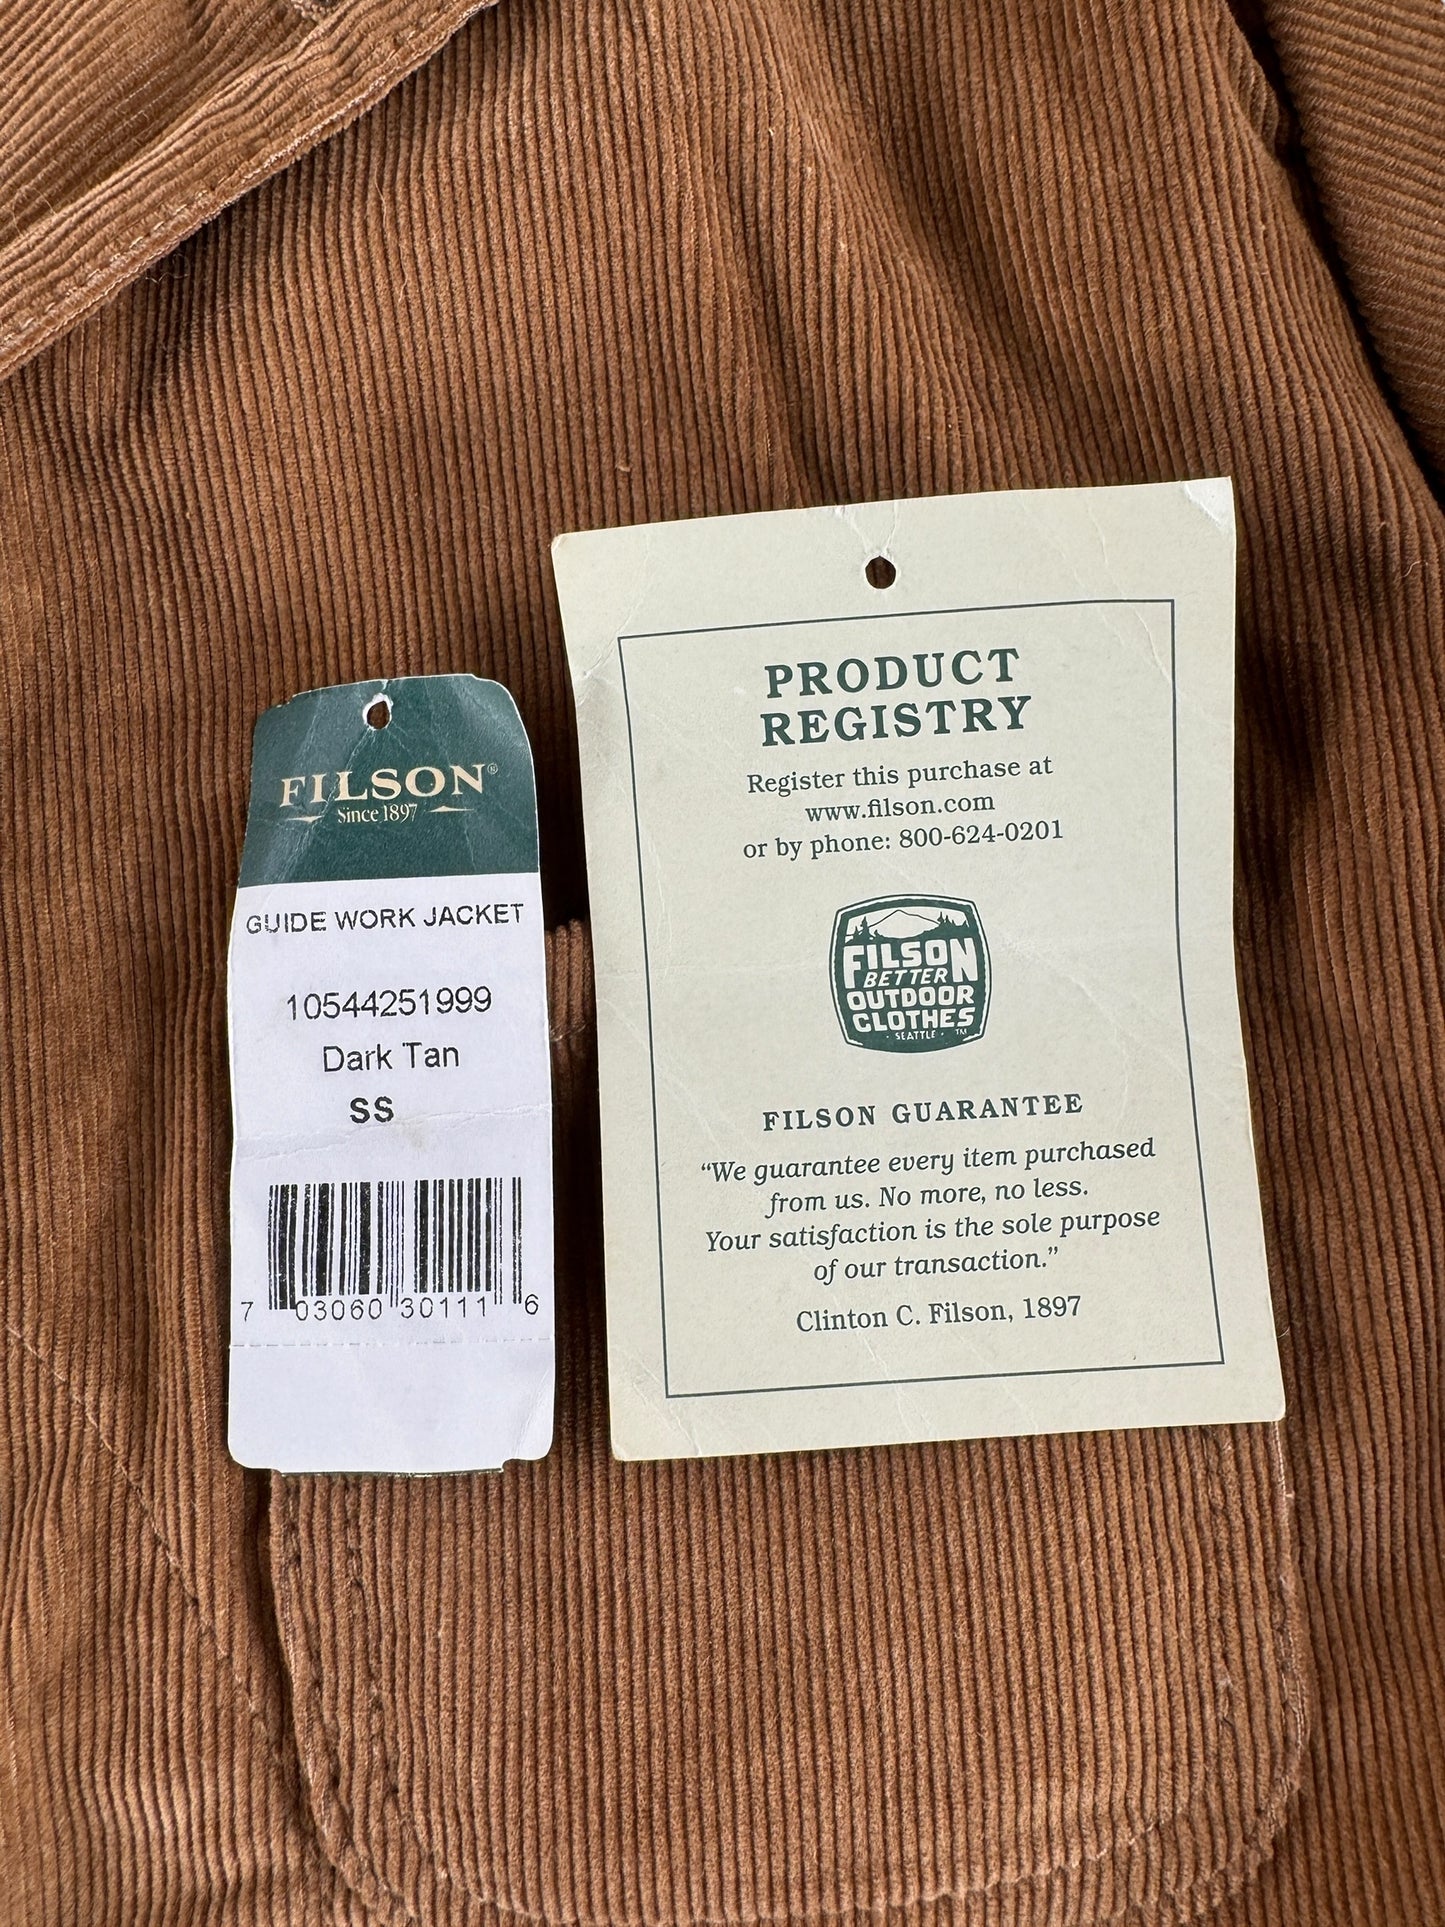 FILSON®
Since 1897
GUIDE WORK JACKET
10544251999
Dark Tan
SS
7 03060 30111 6
PRODUCT
REGISTRY
Register this purchase at
www.filson.com
or by phone: 800-624-0201
FILSON
BETTER
OUTDOOR
CLOTHES
· SEATTLE · ™
FILSON GUARANTEE
“We guarantee every item purchased
from us. No more, no less.
Your satisfaction is the sole purpose
of our transaction.”
Clinton C. Filson, 1897